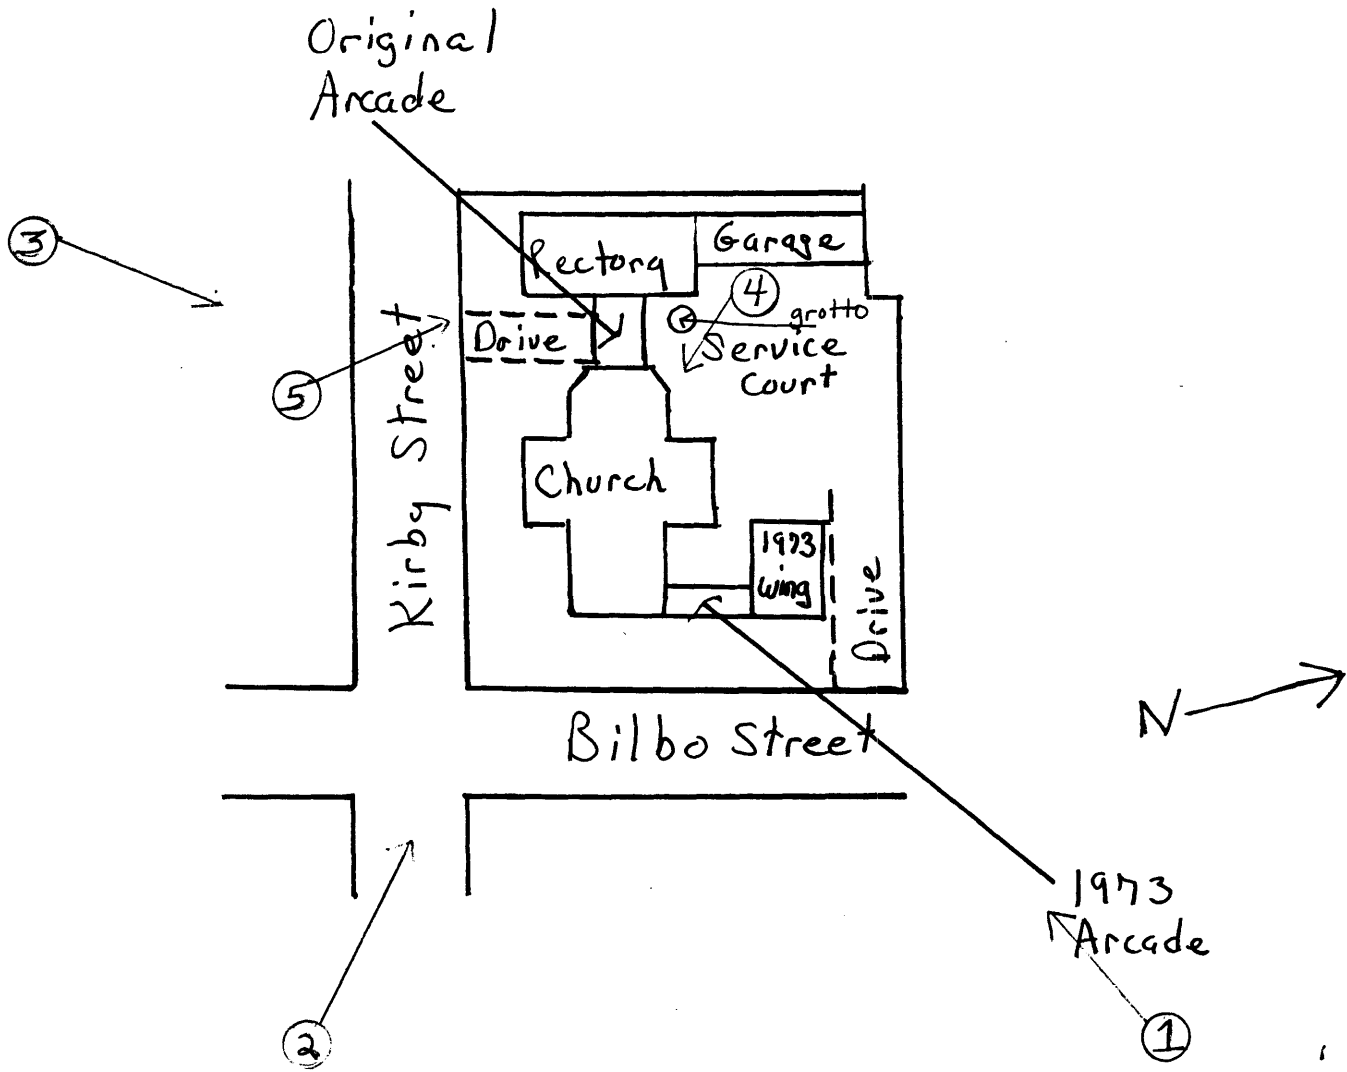 Original
Arcade
3
Rectory
Garage
4
grotto
Drive
Service
Court
5
Kirby Street
Church
1973
wing
Drive
N
Bilbo Street
1973
Arcade
2
1